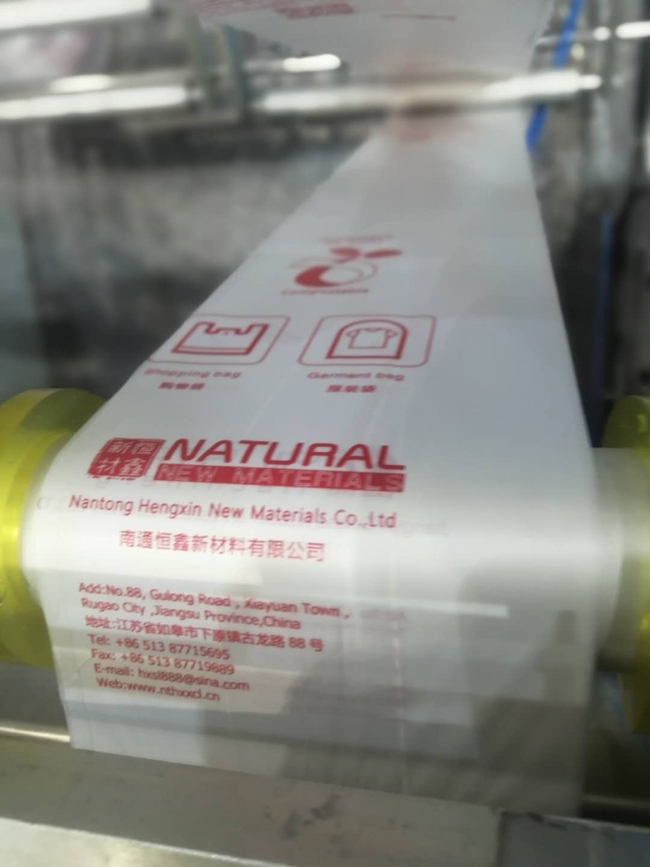 Compostable
Shopping bag Garment bag
购物袋 服装袋
新恒
材鑫
NATURAL
NEW MATERIALS
Nantong Hengxin New Materials Co.,Ltd
南通恒鑫新材料有限公司
Add:No.88, Gulong Road , Xiayuan Town ,
Rugao City ,Jiangsu Province,China
地址:江苏省如皋市下原镇古龙路 88 号
Tel: +86 513 87715695
Fax: +86 513 87719889
E-mail: hxsl888@sina.com
Web:www.nthxxcl.cn